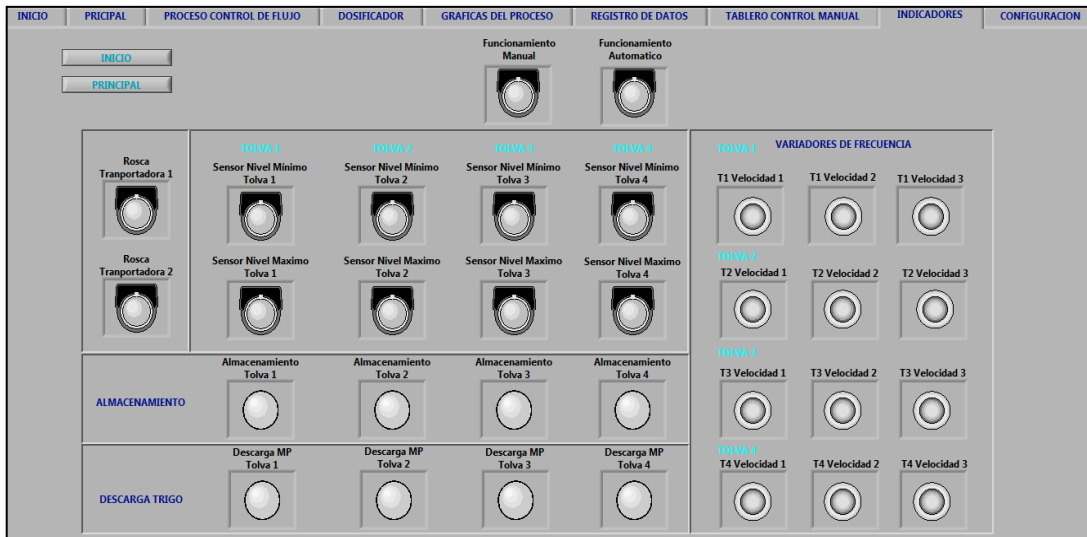 INICIO PRICIPAL PROCESO CONTROL DE FLUJO DOSIFICADOR GRAFICAS DEL PROCESO REGISTRO DE DATOS TABLERO CONTROL MANUAL INDICADORES CONFIGURACION
INICIO
PRINCIPAL
Funcionamiento Funcionamiento
Manual Automatico
Rosca
Tranportadora 1
Rosca
Tranportadora 2
TOLVA 1 TOLVA 2 TOLVA 3 TOLVA 4
Sensor Nivel Mínimo Sensor Nivel Mínimo Sensor Nivel Mínimo Sensor Nivel Mínimo
Tolva 1 Tolva 2 Tolva 3 Tolva 4
Sensor Nivel Maximo Sensor Nivel Maximo Sensor Nivel Maximo Sensor Nivel Maximo
Tolva 1 Tolva 2 Tolva 3 Tolva 4
ALMACENAMIENTO
Almacenamiento Almacenamiento Almacenamiento Almacenamiento
Tolva 1 Tolva 2 Tolva 3 Tolva 4
DESCARGA TRIGO
Descarga MP Descarga MP Descarga MP Descarga MP
Tolva 1 Tolva 2 Tolva 3 Tolva 4
TOLVA 1 VARIADORES DE FRECUENCIA
T1 Velocidad 1 T1 Velocidad 2 T1 Velocidad 3
TOLVA 2
T2 Velocidad 1 T2 Velocidad 2 T2 Velocidad 3
TOLVA 3
T3 Velocidad 1 T3 Velocidad 2 T3 Velocidad 3
TOLVA 4
T4 Velocidad 1 T4 Velocidad 2 T4 Velocidad 3